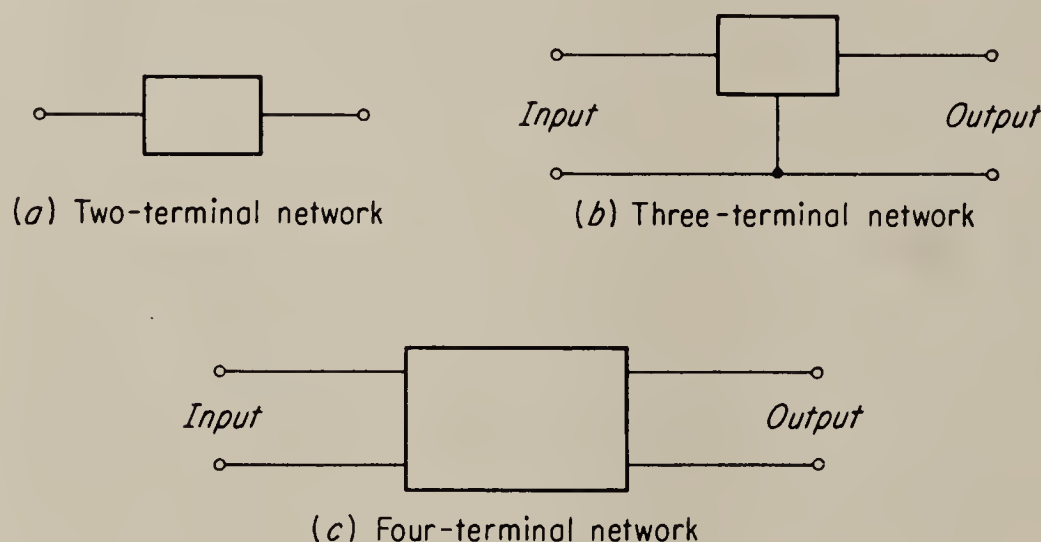 Input
Output
(a) Two-terminal network
(b) Three-terminal network
Input
Output
(c) Four-terminal network